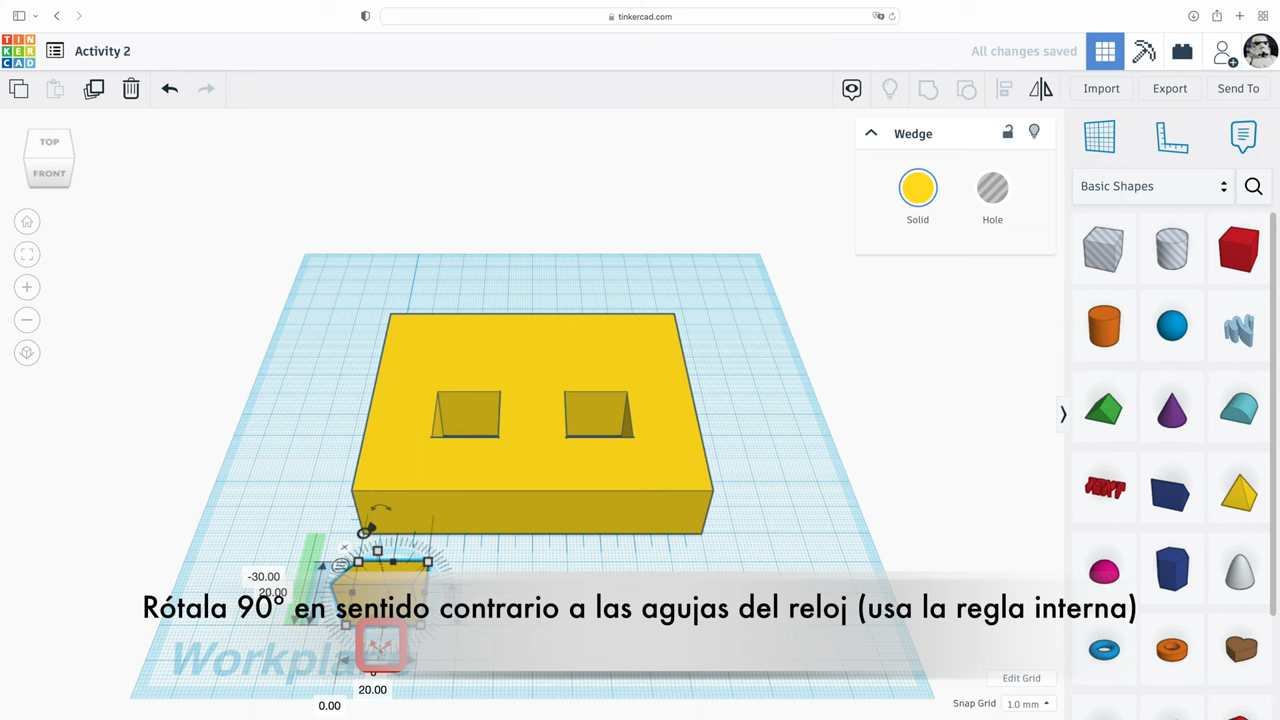 tinkercad.com
TIN
KER
CAD
Activity 2
All changes saved
Import
Export
Send To
TOP
FRONT
Wedge
Solid
Hole
Basic Shapes
TEXT
-30.00
20.00
Rótala 90° en sentido contrario a las agujas del reloj (usa la regla interna)
Workplane
20.00
0.00
Edit Grid
Snap Grid
1.0 mm